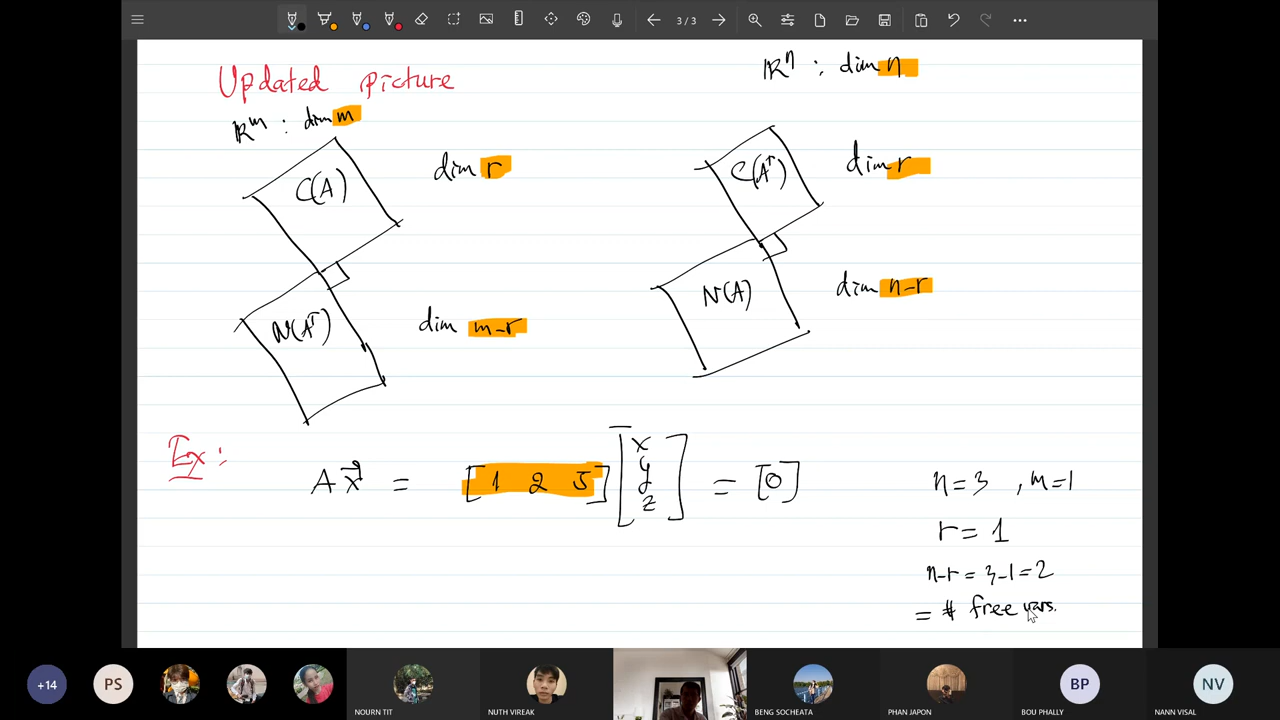 3 / 3
Updated picture
ℝᵐ : dim m
ℝⁿ : dim n
C(A)
dim r
C(Aᵀ)
dim r
N(Aᵀ)
dim m-r
N(A)
dim n-r
Ex:
A x⃗ = [1 2 5] [x y z] = [0]
n=3 , m=1
r = 1
n-r = 3-1=2
= # free vars.
+14
PS
BP
NV
NOURN TIT
NUTH VIREAK
BENG SOCHEATA
PHAN JAPON
BOU PHALLY
NANN VISAL